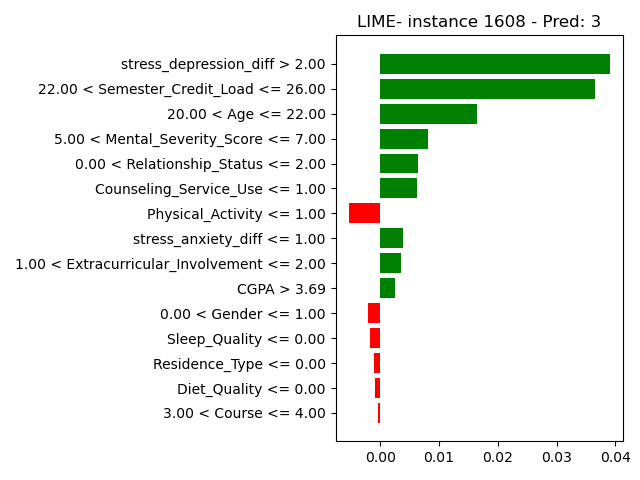 LIME- instance 1608 - Pred: 3
stress_depression_diff > 2.00
22.00 < Semester_Credit_Load <= 26.00
20.00 < Age <= 22.00
5.00 < Mental_Severity_Score <= 7.00
0.00 < Relationship_Status <= 2.00
Counseling_Service_Use <= 1.00
Physical_Activity <= 1.00
stress_anxiety_diff <= 1.00
1.00 < Extracurricular_Involvement <= 2.00
CGPA > 3.69
0.00 < Gender <= 1.00
Sleep_Quality <= 0.00
Residence_Type <= 0.00
Diet_Quality <= 0.00
3.00 < Course <= 4.00
0.00 0.01 0.02 0.03 0.04